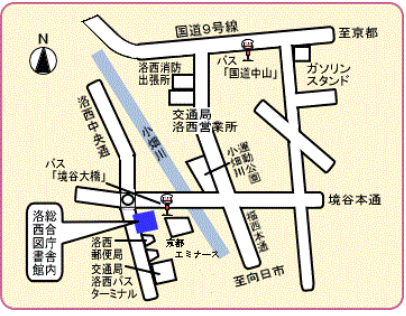 国道9号線
至京都
N
バス
「国道中山」
ガソリン
スタンド
洛西消防
出張所
交通局
洛西営業所
洛西中央通
小畑川
小畑川
運動公園
バス
「境谷大橋」
境谷本通
福西本通
洛西
総合庁舎内
洛西図書館
郵便局
京都
エミナース
交通局
洛西バス
ターミナル
至向日市